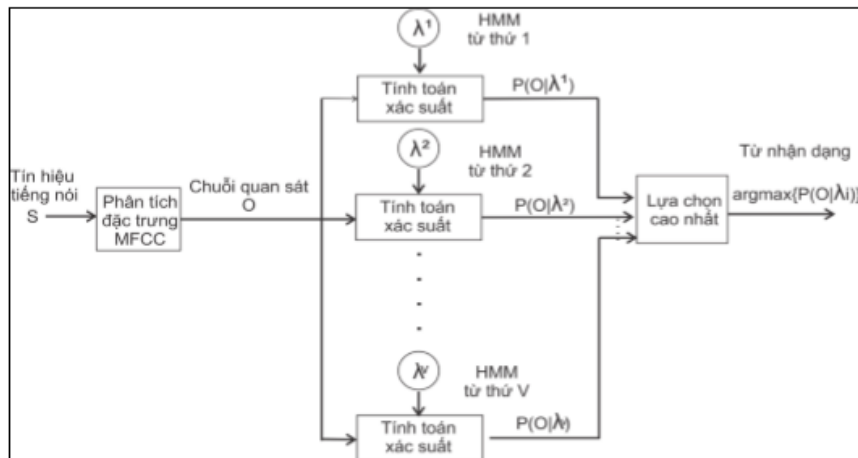 λ¹
HMM
từ thứ 1
Tính toán
xác suất
P(O|λ¹)
λ²
HMM
từ thứ 2
Tính toán
xác suất
P(O|λ²)
Tín hiệu
tiếng nói
S
Phân tích
đặc trưng
MFCC
Chuỗi quan sát
O
Từ nhận dạng
Lựa chọn
cao nhất
argmax{P(O|λi)}
λᵛ
HMM
từ thứ V
Tính toán
xác suất
P(O|λᵛ)